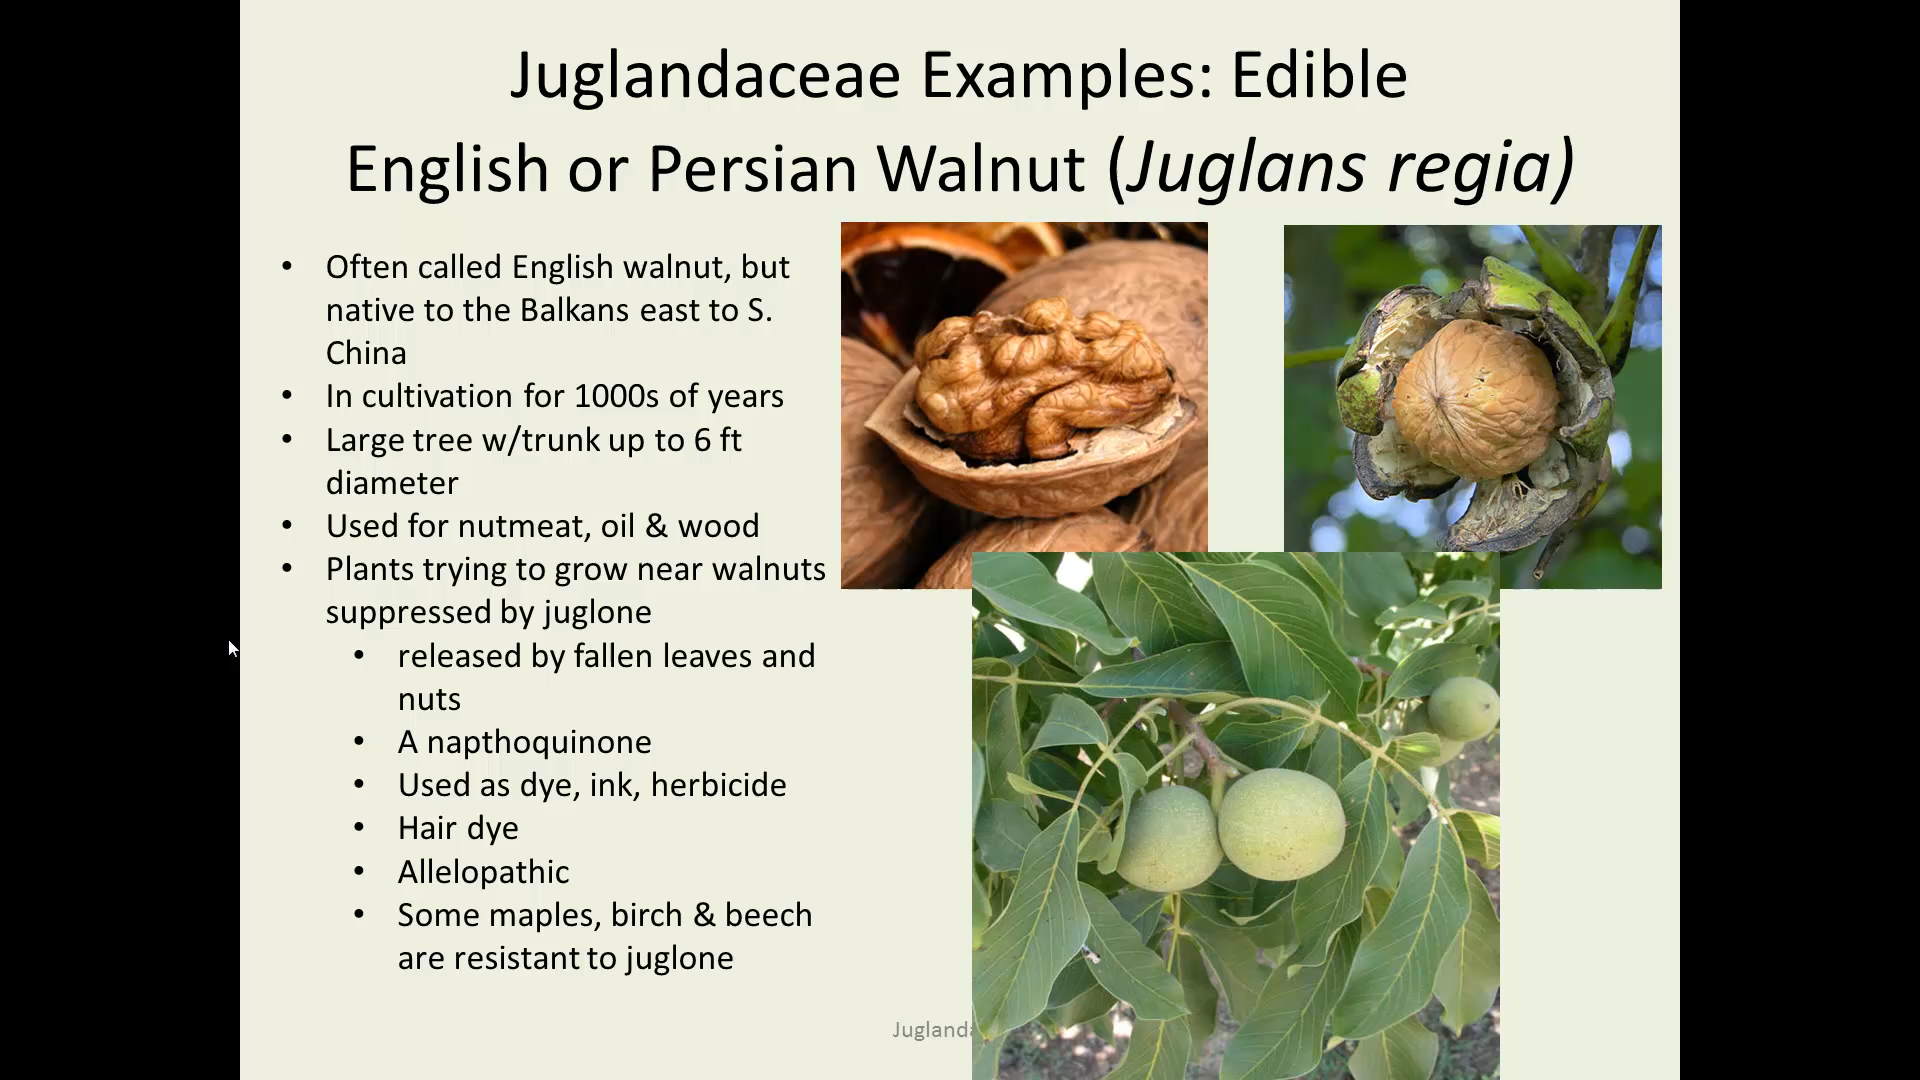 Juglandaceae Examples: Edible
English or Persian Walnut (Juglans regia)
• Often called English walnut, but
native to the Balkans east to S.
China
• In cultivation for 1000s of years
• Large tree w/trunk up to 6 ft
diameter
• Used for nutmeat, oil & wood
• Plants trying to grow near walnuts
suppressed by juglone
• released by fallen leaves and
nuts
• A napthoquinone
• Used as dye, ink, herbicide
• Hair dye
• Allelopathic
• Some maples, birch & beech
are resistant to juglone